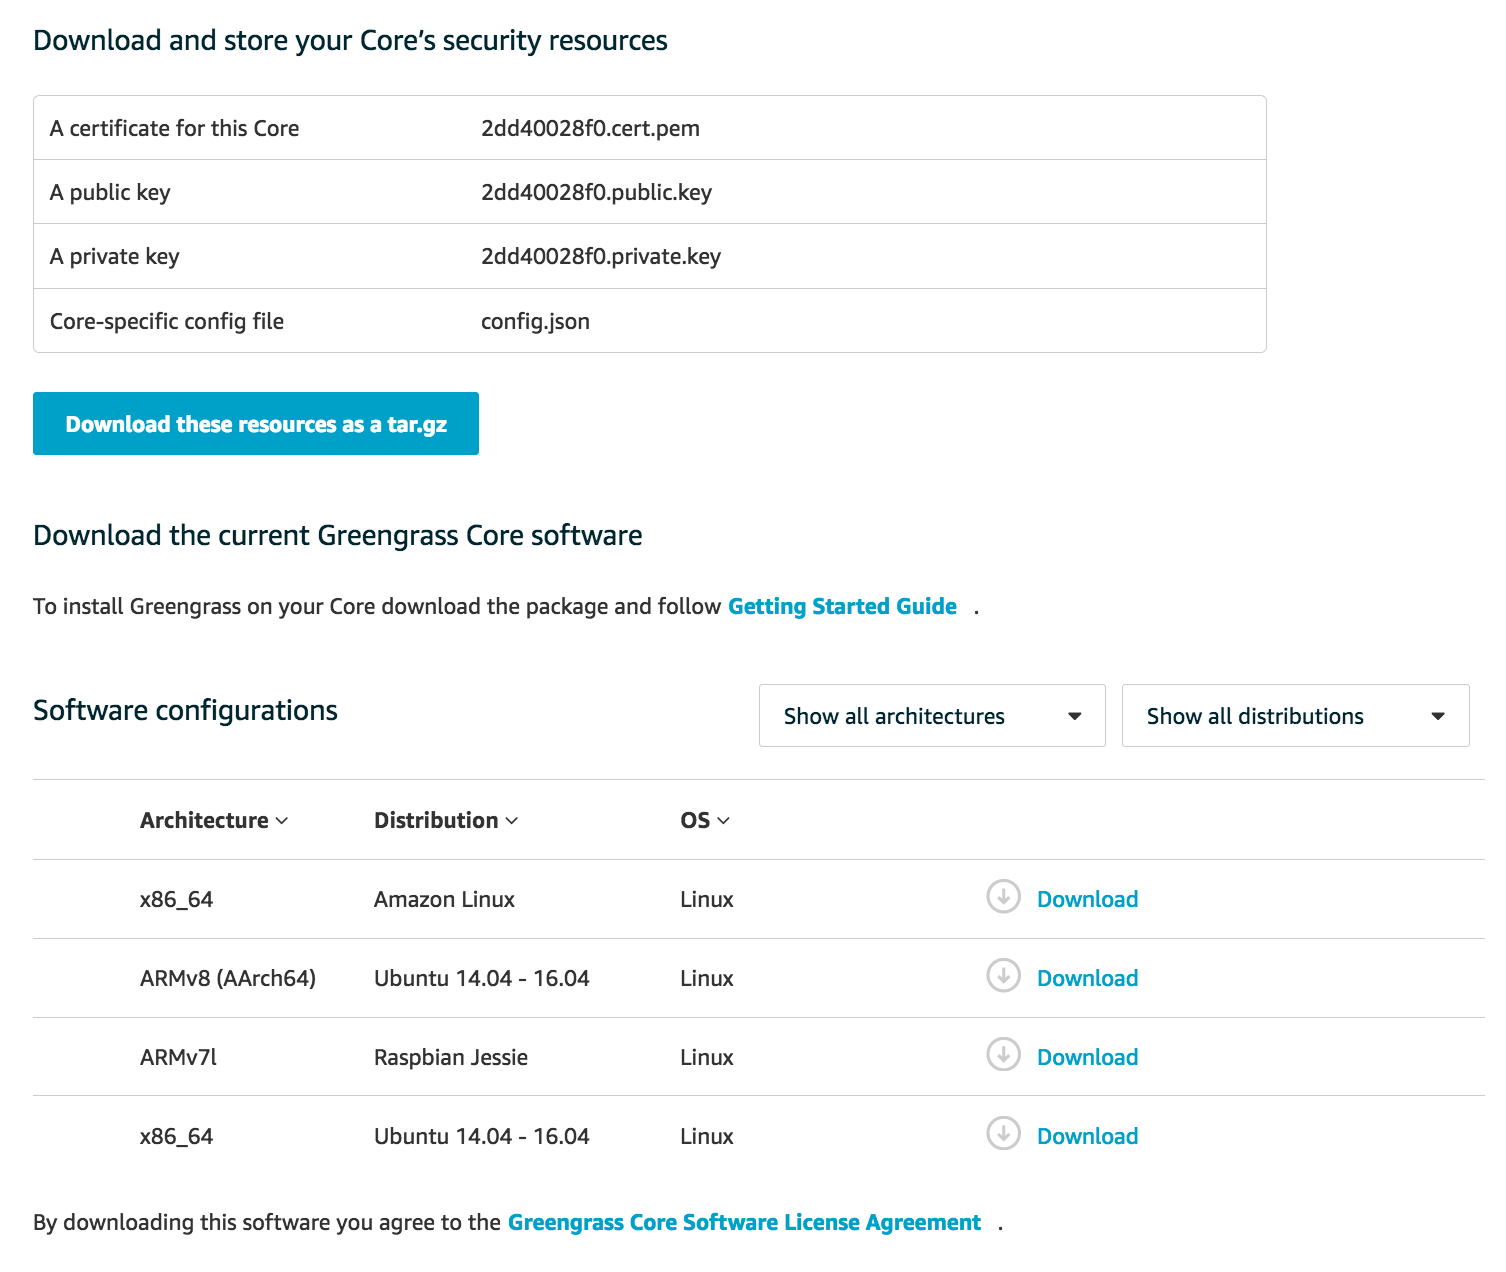 Download and store your Core’s security resources
A certificate for this Core 2dd40028f0.cert.pem
A public key 2dd40028f0.public.key
A private key 2dd40028f0.private.key
Core-specific config file config.json
Download these resources as a tar.gz
Download the current Greengrass Core software
To install Greengrass on your Core download the package and follow Getting Started Guide .
Software configurations Show all architectures Show all distributions
Architecture Distribution OS
x86_64 Amazon Linux Linux Download
ARMv8 (AArch64) Ubuntu 14.04 - 16.04 Linux Download
ARMv7l Raspbian Jessie Linux Download
x86_64 Ubuntu 14.04 - 16.04 Linux Download
By downloading this software you agree to the Greengrass Core Software License Agreement .